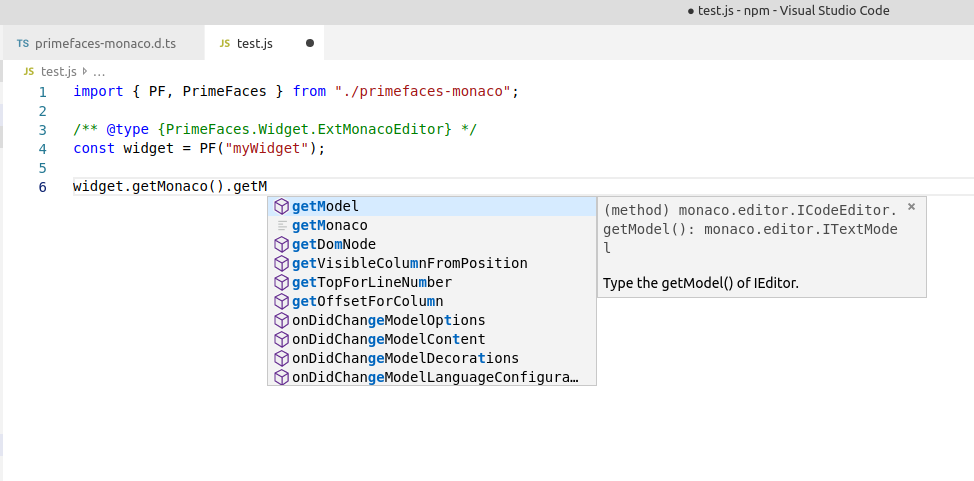 ● test.js - npm - Visual Studio Code
TS primefaces-monaco.d.ts JS test.js ●
JS test.js ▷ ...
1 import { PF, PrimeFaces } from "./primefaces-monaco";
2
3 /** @type {PrimeFaces.Widget.ExtMonacoEditor} */
4 const widget = PF("myWidget");
5
6 widget.getMonaco().getM
getModel
getMonaco
getDomNode
getVisibleColumnFromPosition
getTopForLineNumber
getOffsetForColumn
onDidChangeModelOptions
onDidChangeModelContent
onDidChangeModelDecorations
onDidChangeModelLanguageConfigura…
(method) monaco.editor.ICodeEditor.
getModel(): monaco.editor.ITextMode
l
Type the getModel() of IEditor.